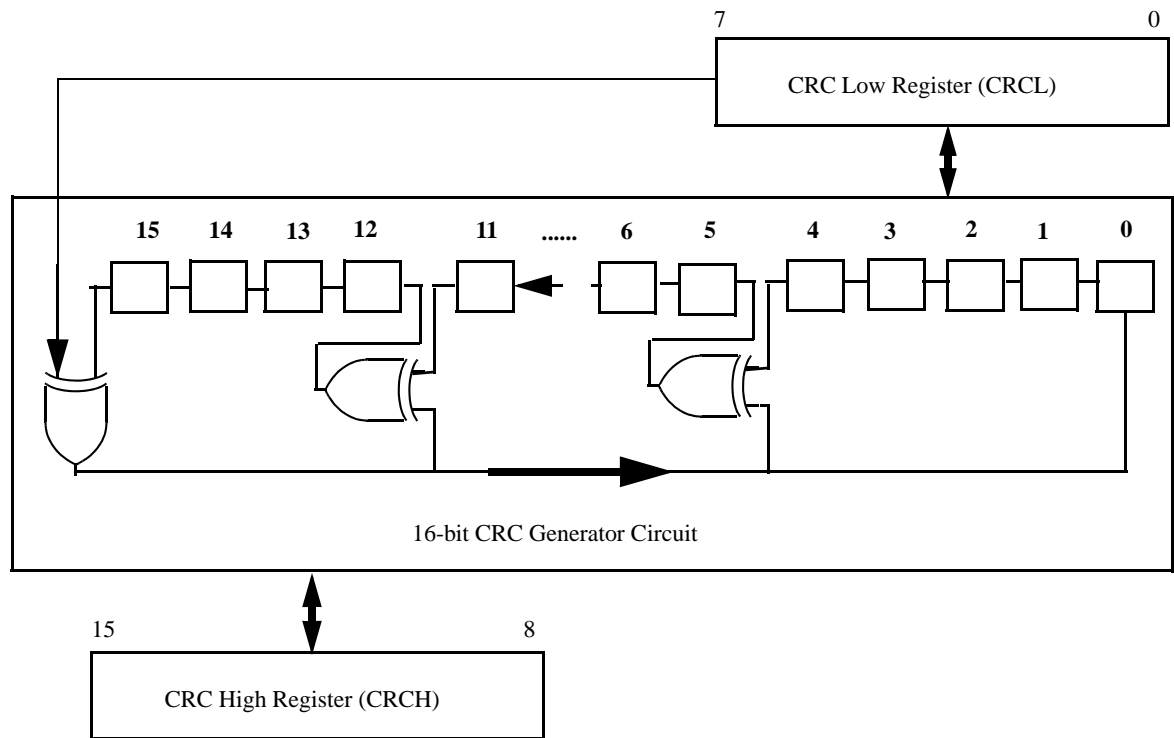 7 0
CRC Low Register (CRCL)
15 14 13 12 11 ...... 6 5 4 3 2 1 0
16-bit CRC Generator Circuit
15 8
CRC High Register (CRCH)